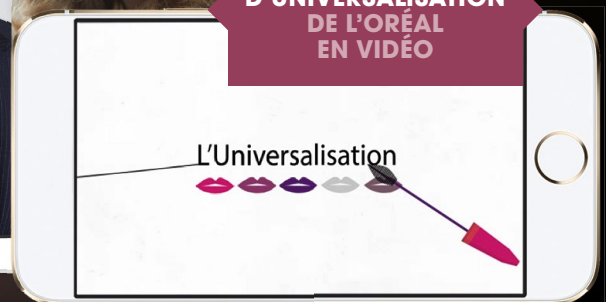 D'UNIVERSALISATION
DE L'ORÉAL
EN VIDÉO
L'Universalisation